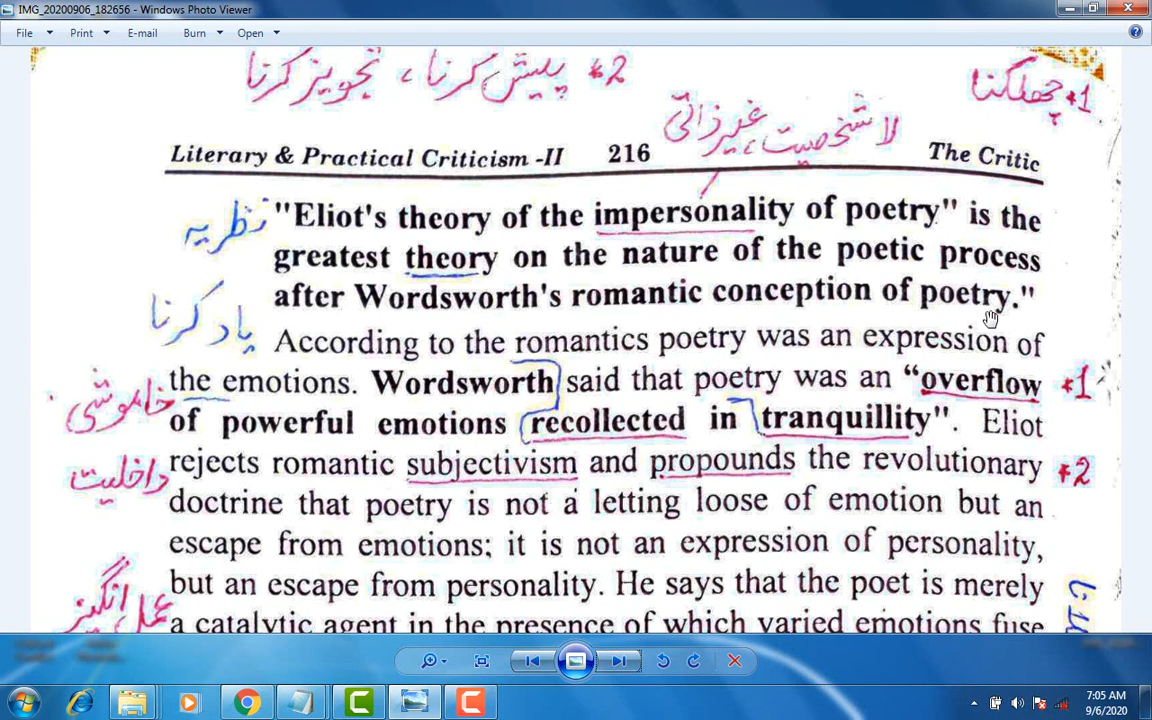 IMG_20200906_182656 - Windows Photo Viewer
File Print E-mail Burn Open
*2 پیش کرنا، تجویز کرنا
*1 چھلکنا
لا شخصیت، غیر ذاتی
Literary & Practical Criticism -II 216 The Critic
نظریہ
"Eliot's theory of the impersonality of poetry" is the
greatest theory on the nature of the poetic process
after Wordsworth's romantic conception of poetry."
یاد کرنا
According to the romantics poetry was an expression of
the emotions. Wordsworth said that poetry was an "overflow *1
خاموشی
of powerful emotions recollected in tranquillity". Eliot
rejects romantic subjectivism and propounds the revolutionary *2
داخلیت
doctrine that poetry is not a letting loose of emotion but an
escape from emotions; it is not an expression of personality,
but an escape from personality. He says that the poet is merely
عمل انگیز
a catalytic agent in the presence of which varied emotions fuse
7:05 AM
9/6/2020